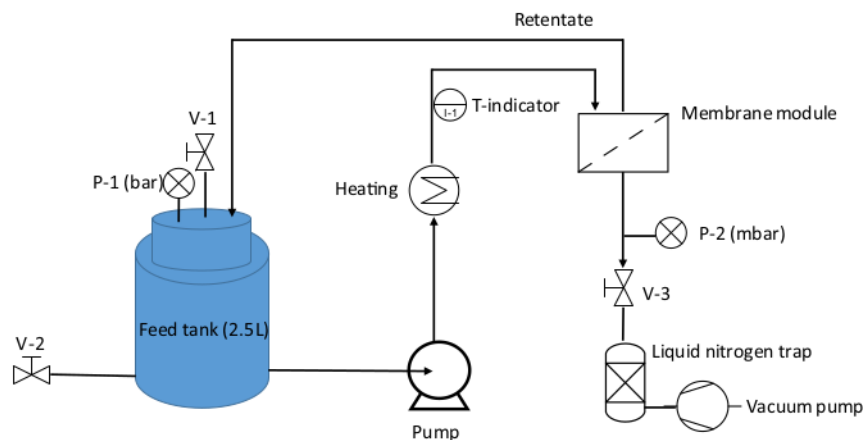 Retentate
V-1
I-1
T-indicator
Membrane module
P-1 (bar)
Heating
P-2 (mbar)
V-3
Feed tank (2.5L)
V-2
Liquid nitrogen trap
Vacuum pump
Pump